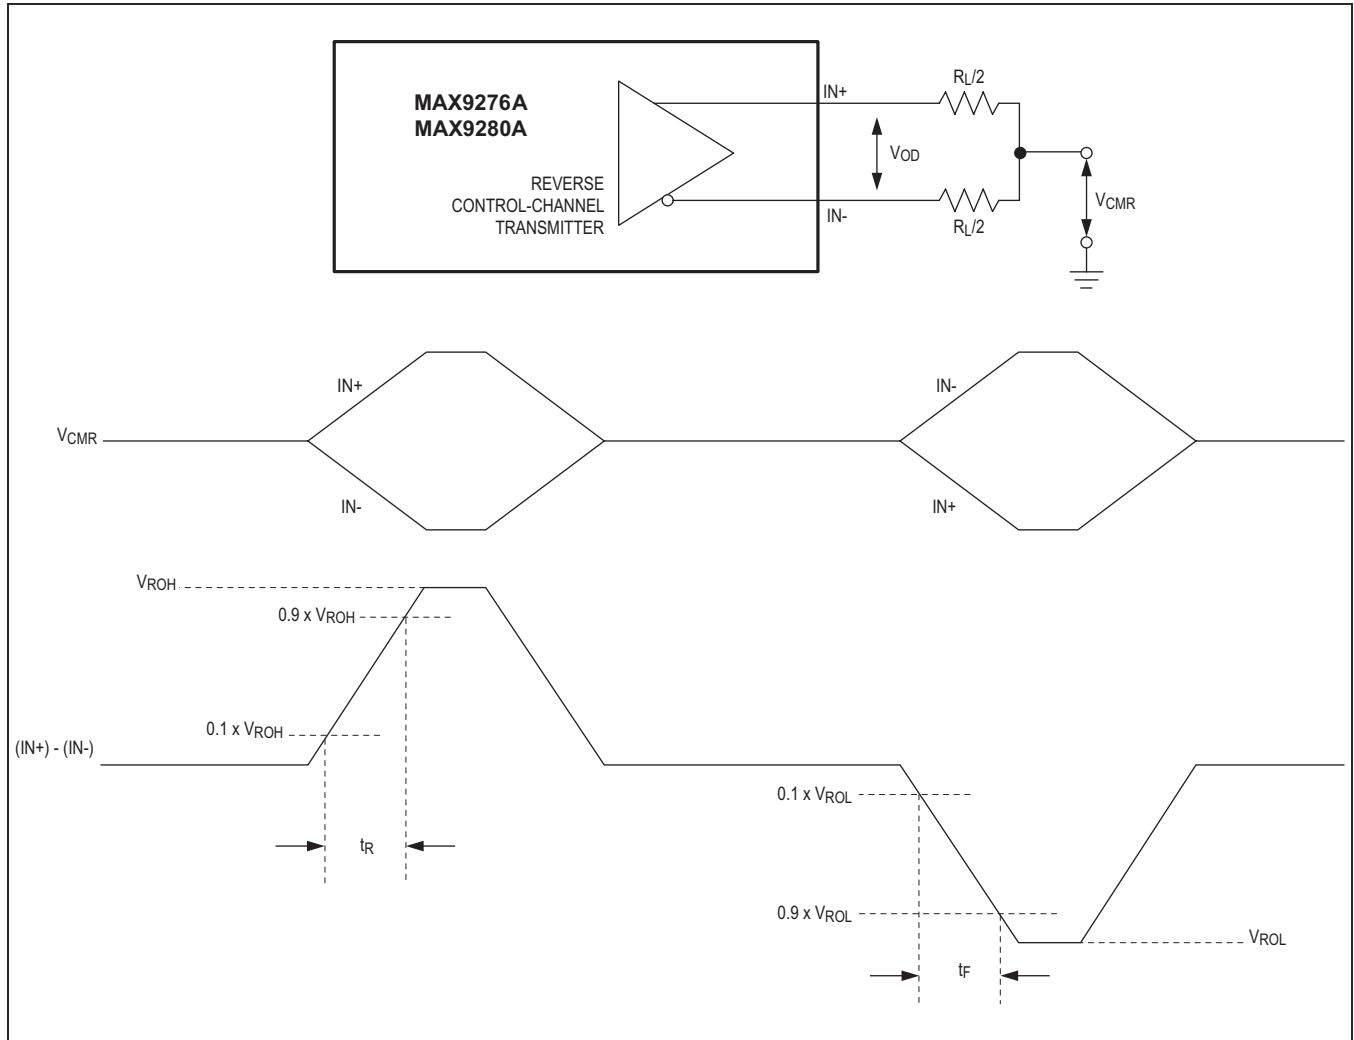 MAX9276A
MAX9280A
REVERSE
CONTROL-CHANNEL
TRANSMITTER
IN+
IN-
VOD
RL/2
RL/2
VCMR
IN+
IN-
VCMR
IN-
IN+
VROH
0.9 x VROH
0.1 x VROH
(IN+) - (IN-)
tR
0.1 x VROL
0.9 x VROL
VROL
tF